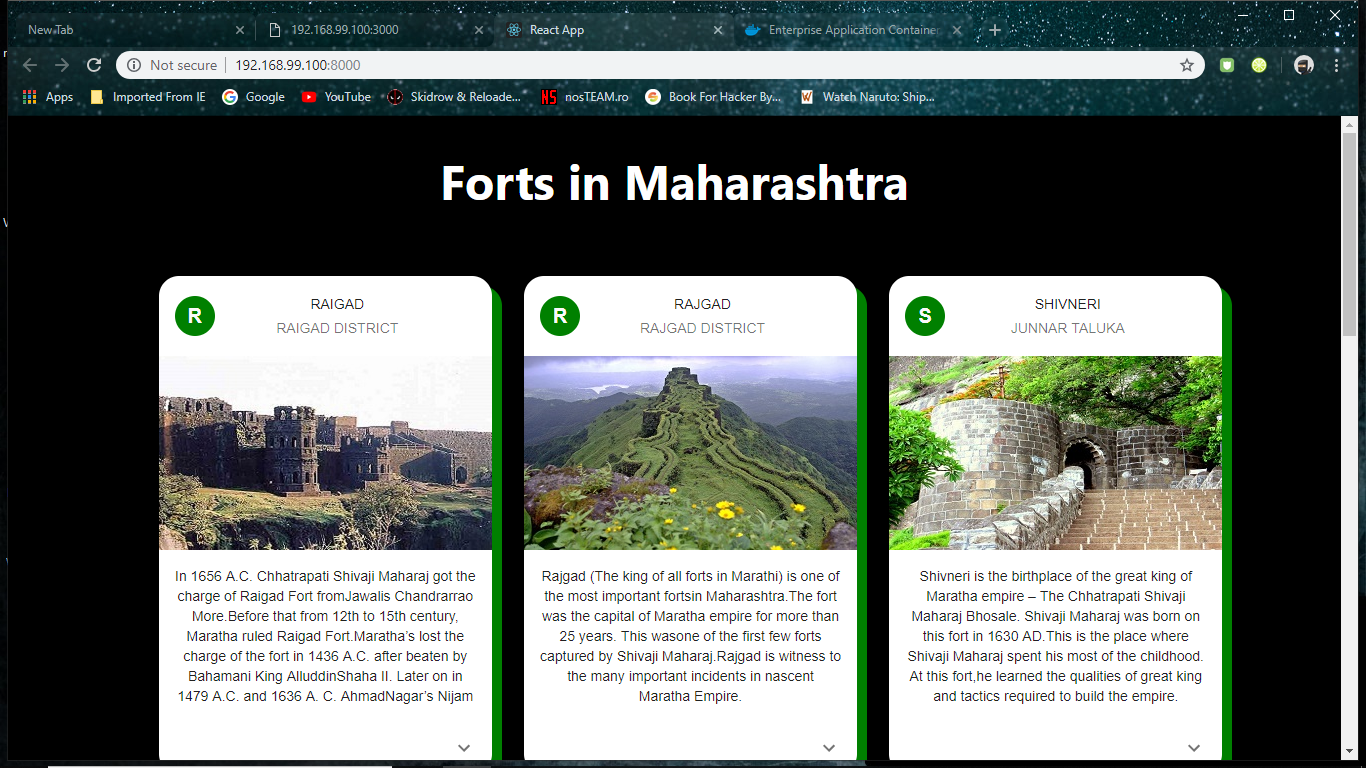 New Tab
192.168.99.100:3000
React App
Enterprise Application Container
Not secure
192.168.99.100:8000
Apps
Imported From IE
Google
YouTube
Skidrow & Reloade...
NS
nosTEAM.ro
Book For Hacker By...
W
Watch Naruto: Ship...
Forts in Maharashtra
R
RAIGAD
RAIGAD DISTRICT
In 1656 A.C. Chhatrapati Shivaji Maharaj got the
charge of Raigad Fort fromJawalis Chandrarrao
More.Before that from 12th to 15th century,
Maratha ruled Raigad Fort.Maratha’s lost the
charge of the fort in 1436 A.C. after beaten by
Bahamani King AlluddinShaha II. Later on in
1479 A.C. and 1636 A. C. AhmadNagar’s Nijam
R
RAJGAD
RAJGAD DISTRICT
Rajgad (The king of all forts in Marathi) is one of
the most important fortsin Maharashtra.The fort
was the capital of Maratha empire for more than
25 years. This wasone of the first few forts
captured by Shivaji Maharaj.Rajgad is witness to
the many important incidents in nascent
Maratha Empire.
S
SHIVNERI
JUNNAR TALUKA
Shivneri is the birthplace of the great king of
Maratha empire – The Chhatrapati Shivaji
Maharaj Bhosale. Shivaji Maharaj was born on
this fort in 1630 AD.This is the place where
Shivaji Maharaj spent his most of the childhood.
At this fort,he learned the qualities of great king
and tactics required to build the empire.